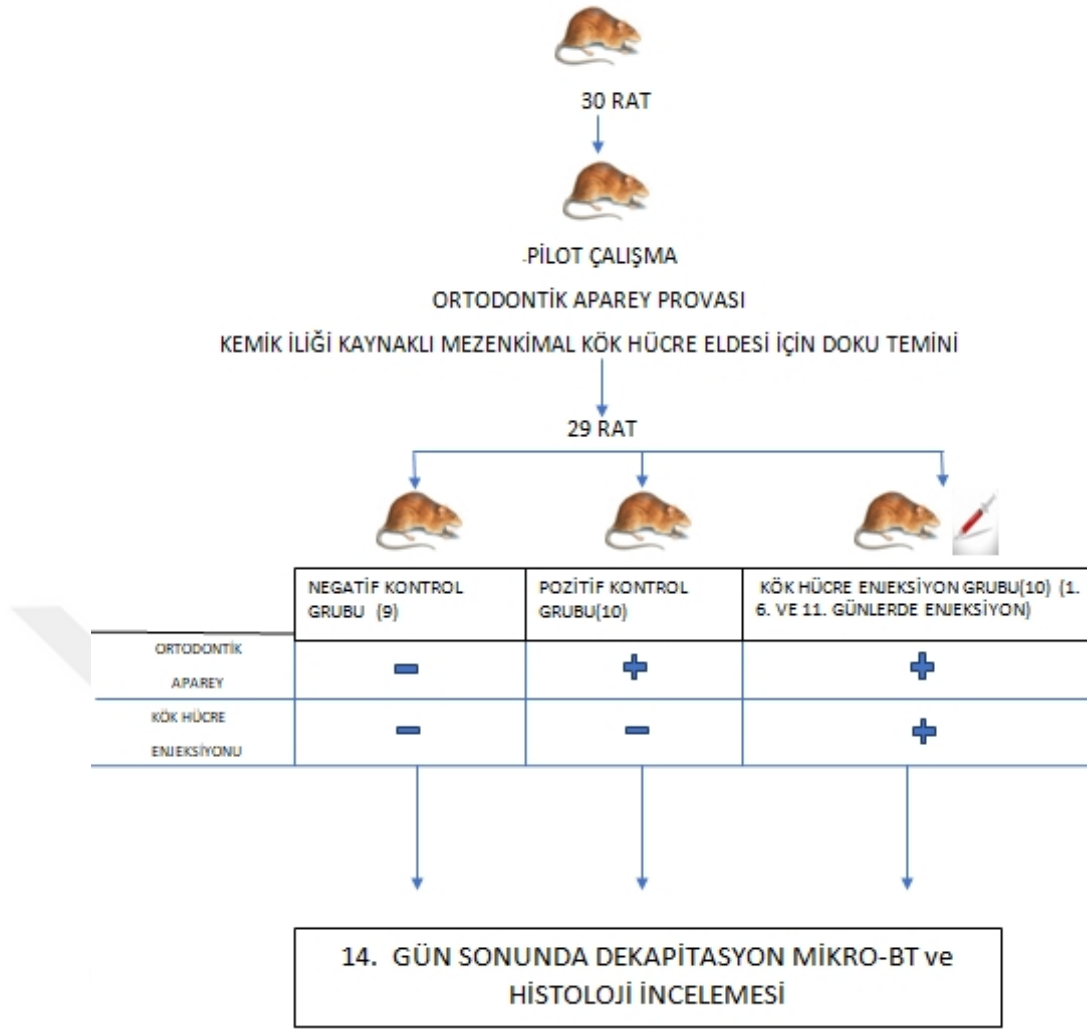 30 RAT
-PİLOT ÇALIŞMA
ORTODONTİK APAREY PROVASI
KEMİK İLİĞİ KAYNAKLI MEZENKİMAL KÖK HÜCRE ELDESİ İÇİN DOKU TEMİNİ
29 RAT
NEGATİF KONTROL
GRUBU (9)
POZİTİF KONTROL
GRUBU(10)
KÖK HÜCRE ENJEKSİYON GRUBU(10) (1.
6. VE 11. GÜNLERDE ENJEKSİYON)
ORTODONTİK
APAREY
KÖK HÜCRE
ENJEKSİYONU
14. GÜN SONUNDA DEKAPİTASYON MİKRO-BT ve
HİSTOLOJİ İNCELEMESİ